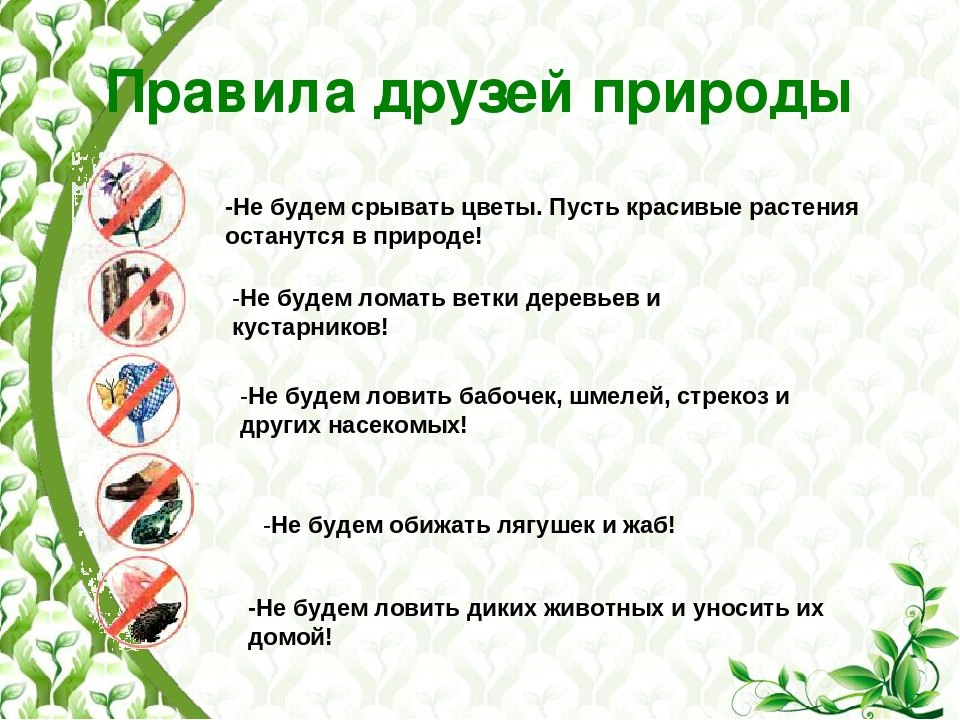 Правила друзей природы
-Не будем срывать цветы. Пусть красивые растения
останутся в природе!
-Не будем ломать ветки деревьев и
кустарников!
-Не будем ловить бабочек, шмелей, стрекоз и
других насекомых!
-Не будем обижать лягушек и жаб!
-Не будем ловить диких животных и уносить их
домой!